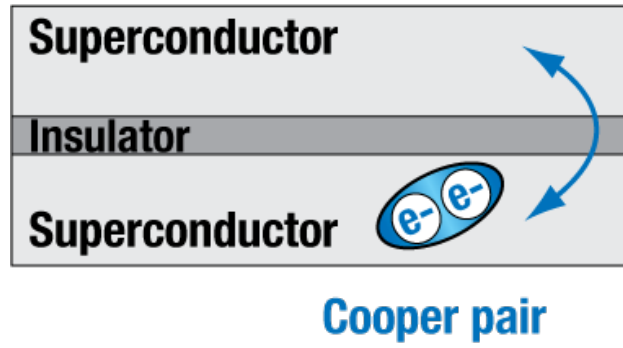 Superconductor
Insulator
Superconductor
e- e-
Cooper pair